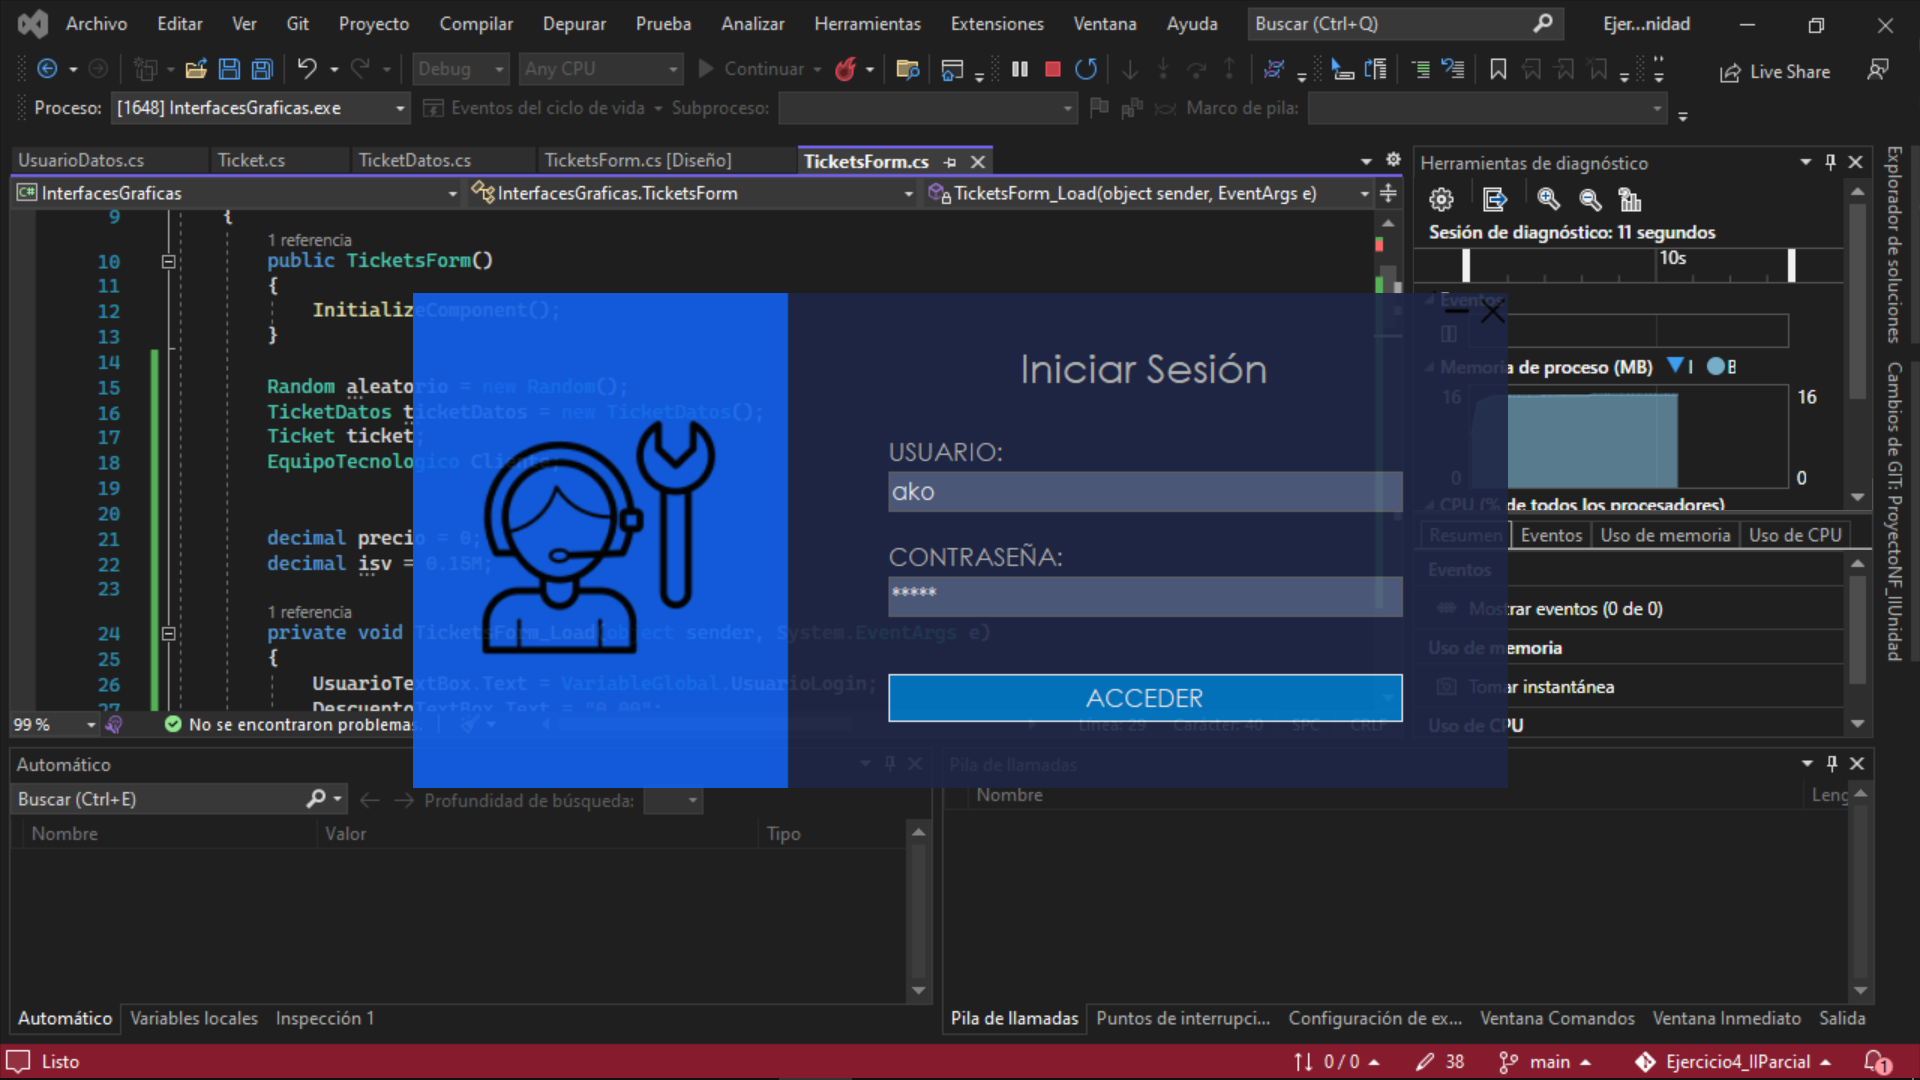 Archivo Editar Ver Git Proyecto Compilar Depurar Prueba Analizar Herramientas Extensiones Ventana Ayuda Buscar (Ctrl+Q) Ejer...nidad
Debug Any CPU Continuar Live Share
Proceso: [1648] InterfacesGraficas.exe Eventos del ciclo de vida Subproceso: Marco de pila:
UsuarioDatos.cs Ticket.cs TicketDatos.cs TicketsForm.cs [Diseño] TicketsForm.cs
InterfacesGraficas InterfacesGraficas.TicketsForm TicketsForm_Load(object sender, EventArgs e)
9 {
1 referencia
10 public TicketsForm()
11 {
12 InitializeComponent();
13 }
14
15 Random aleatorio = new Random();
16 TicketDatos ticketDatos = new TicketDatos();
17 Ticket ticket;
18 EquipoTecnologico Cliente;
19
20
21 decimal precio = 0;
22 decimal isv = 0.15M;
23
1 referencia
24 private void TicketsForm_Load(object sender, System.EventArgs e)
25 {
26 UsuarioTextBox.Text = VariableGlobal.UsuarioLogin;
27 DescuentoTextBox.Text = "0.00";
99 % No se encontraron problemas. Línea: 29 Carácter: 40 SPC CRLF
Iniciar Sesión
USUARIO:
ako
CONTRASEÑA:
*****
ACCEDER
Herramientas de diagnóstico
Sesión de diagnóstico: 11 segundos
10s
Eventos
Memoria de proceso (MB) I B
16 16
0 0
CPU (% de todos los procesadores)
Resumen Eventos Uso de memoria Uso de CPU
Eventos
Mostrar eventos (0 de 0)
Uso de memoria
Tomar instantánea
Uso de CPU
Explorador de soluciones
Cambios de GIT: ProyectoNF_IIUnidad
Automático
Buscar (Ctrl+E) Profundidad de búsqueda:
Nombre Valor Tipo
Automático Variables locales Inspección 1
Pila de llamadas
Nombre Leng
Pila de llamadas Puntos de interrupci... Configuración de ex... Ventana Comandos Ventana Inmediato Salida
Listo 0 / 0 38 main Ejercicio4_IIParcial 1